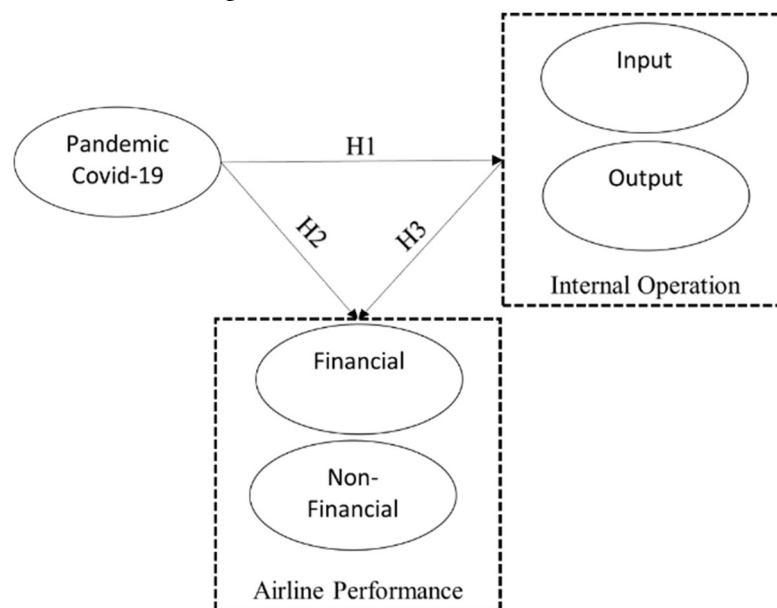 Input
Pandemic
Covid-19
H1
Output
H2
H3
Internal Operation
Financial
Non-
Financial
Airline Performance